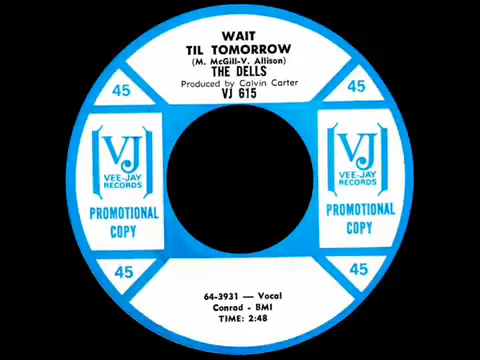 WAIT
TIL TOMORROW
(M. McGill-V. Allison)
THE DELLS
Produced by Calvin Carter
VJ 615
45
45
VJ
VEE-JAY
RECORDS
PROMOTIONAL
COPY
VJ
VEE-JAY
RECORDS
PROMOTIONAL
COPY
45
45
64-3931 — Vocal
Conrad - BMI
TIME: 2:48